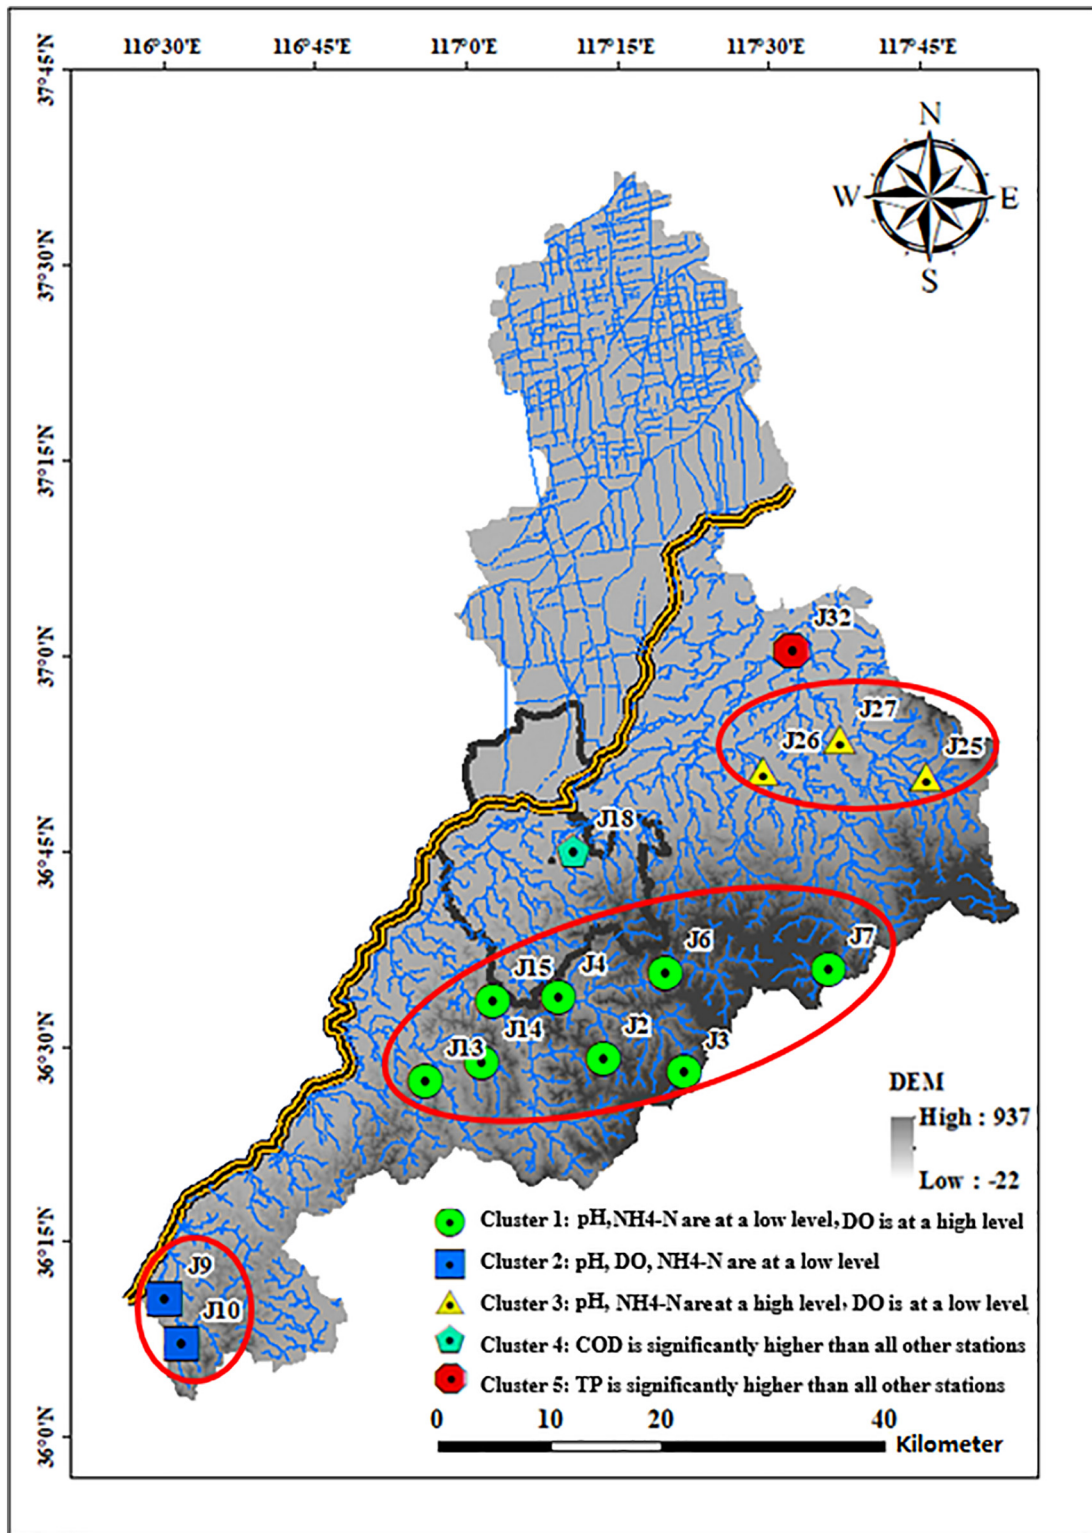 116°30'E 116°45'E 117°0'E 117°15'E 117°30'E 117°45'E
37°45'N
37°30'N
37°15'N
37°0'N
36°45'N
36°30'N
36°15'N
36°0'N
N
W E
S
J32
J27
J26
J25
J18
J6
J7
J15
J4
J14
J2
J13
J3
J9
J10
DEM
High : 937
Low : -22
Cluster 1: pH, NH4-N are at a low level, DO is at a high level
Cluster 2: pH, DO, NH4-N are at a low level
Cluster 3: pH, NH4-N are at a high level, DO is at a low level
Cluster 4: COD is significantly higher than all other stations
Cluster 5: TP is significantly higher than all other stations
0 10 20 40
Kilometer